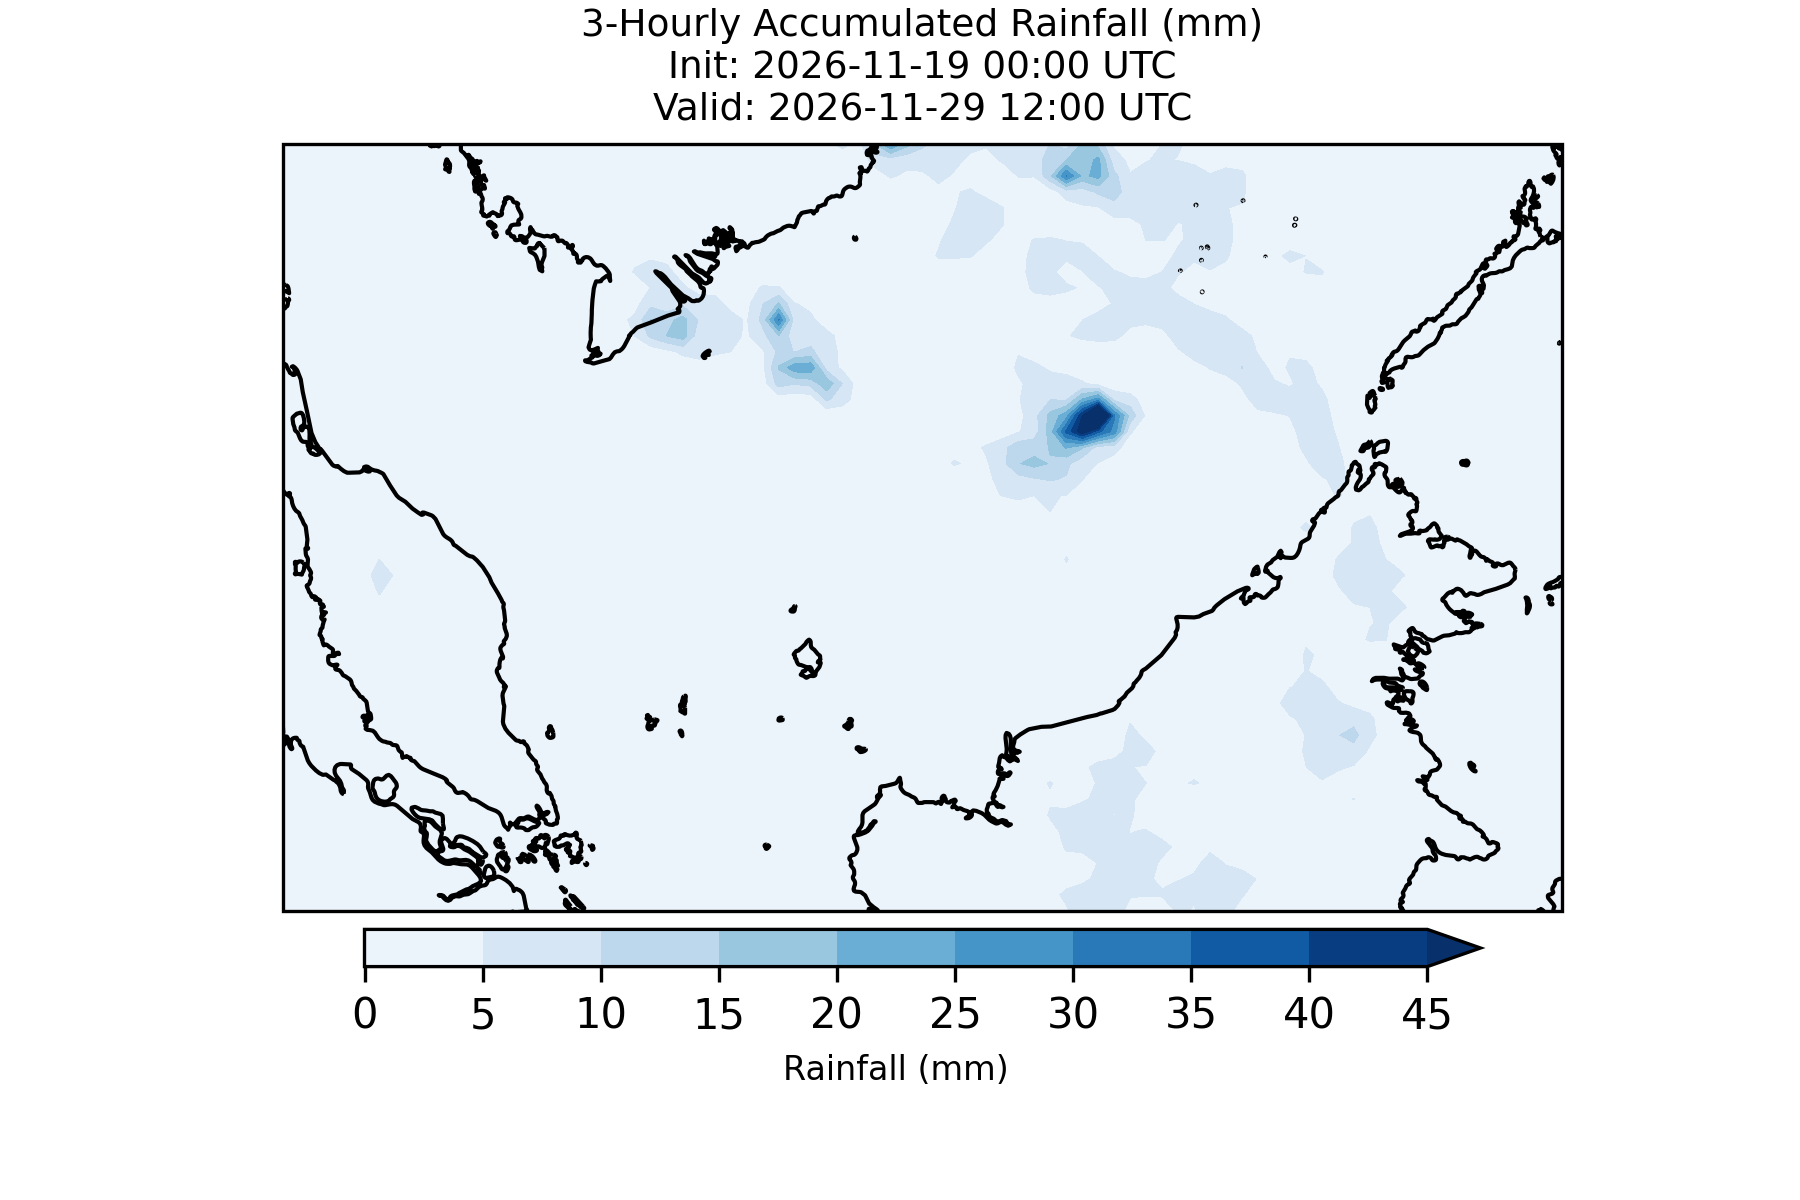 3-Hourly Accumulated Rainfall (mm)
Init: 2026-11-19 00:00 UTC
Valid: 2026-11-29 12:00 UTC
0 5 10 15 20 25 30 35 40 45
Rainfall (mm)